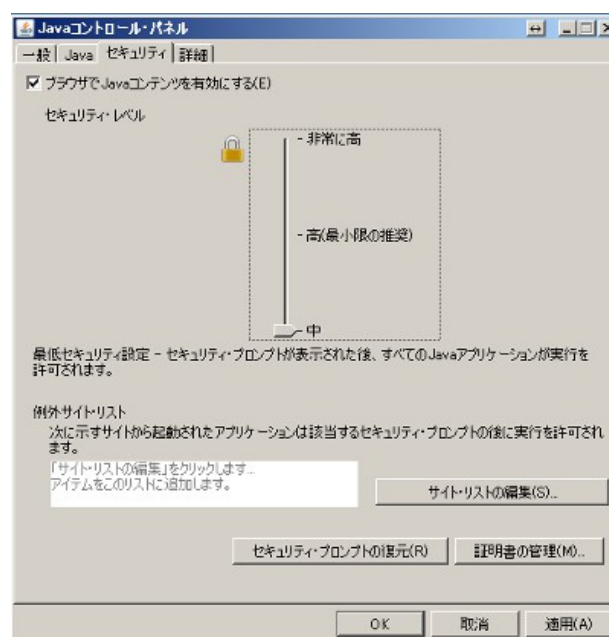 Javaコントロール・パネル
一般 Java セキュリティ 詳細
ブラウザでJavaコンテンツを有効にする(E)
セキュリティ・レベル
- 非常に高
- 高(最小限の推奨)
- 中
最低セキュリティ設定 - セキュリティ・プロンプトが表示された後、すべてのJavaアプリケーションが実行を
許可されます。
例外サイト・リスト
次に示すサイトから起動されたアプリケーションは該当するセキュリティ・プロンプトの後に実行を許可され
ます。
「サイト・リストの編集」をクリックします...
アイテムをこのリストに追加します。
サイト・リストの編集(S)...
セキュリティ・プロンプトの復元(R) 証明書の管理(M)...
OK 取消 適用(A)